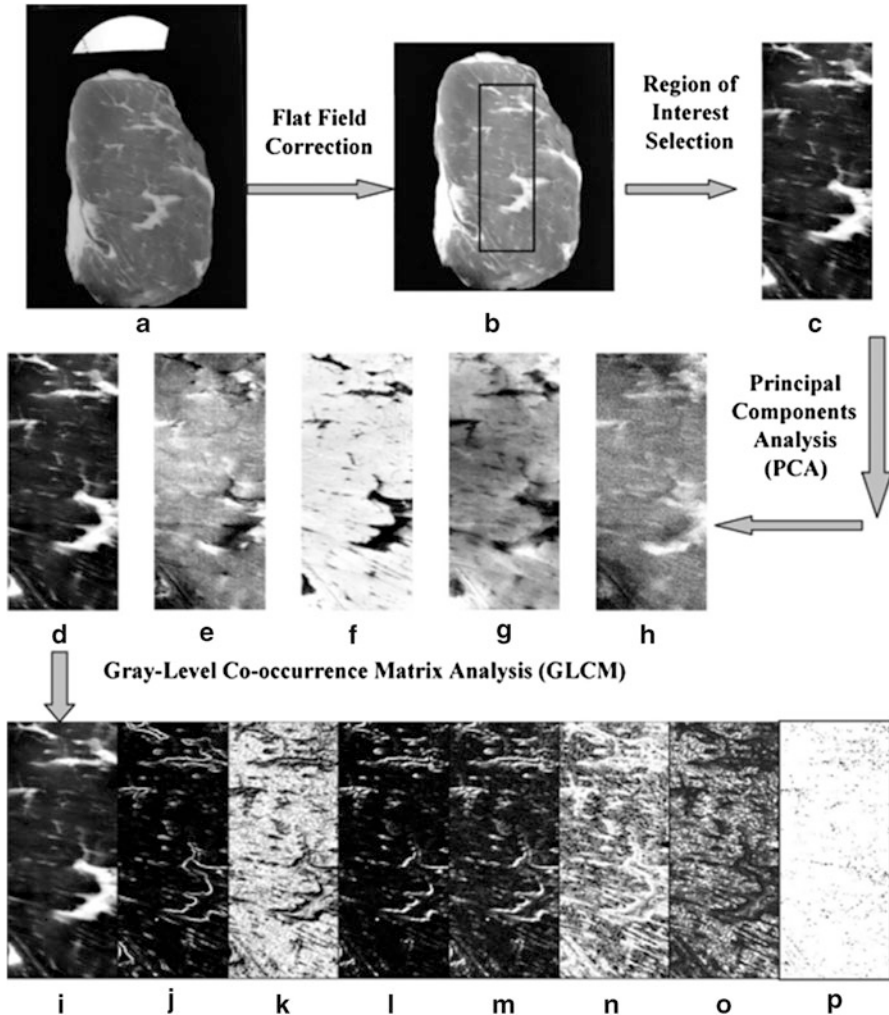 Flat Field
Correction
Region of
Interest
Selection
a
b
c
Principal
Components
Analysis
(PCA)
d
e
f
g
h
Gray-Level Co-occurrence Matrix Analysis (GLCM)
i
j
k
l
m
n
o
p